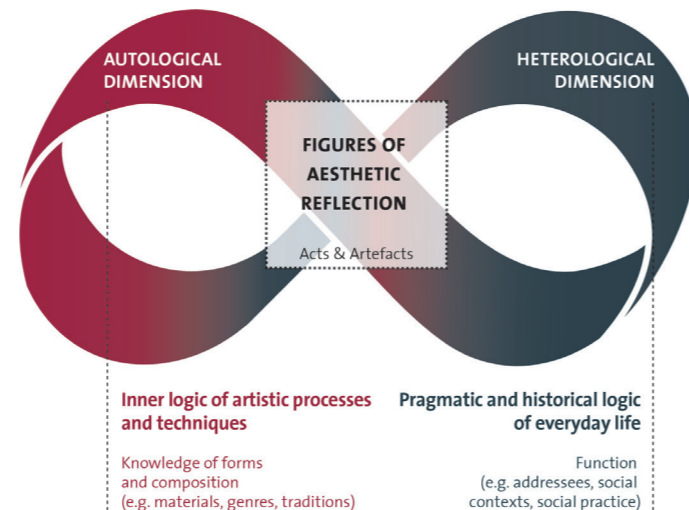 AUTOLOGICAL
DIMENSION
HETEROLOGICAL
DIMENSION
FIGURES OF
AESTHETIC
REFLECTION
Acts & Artefacts
Inner logic of artistic processes
and techniques
Knowledge of forms
and composition
(e.g. materials, genres, traditions)
Pragmatic and historical logic
of everyday life
Function
(e.g. addressees, social
contexts, social practice)